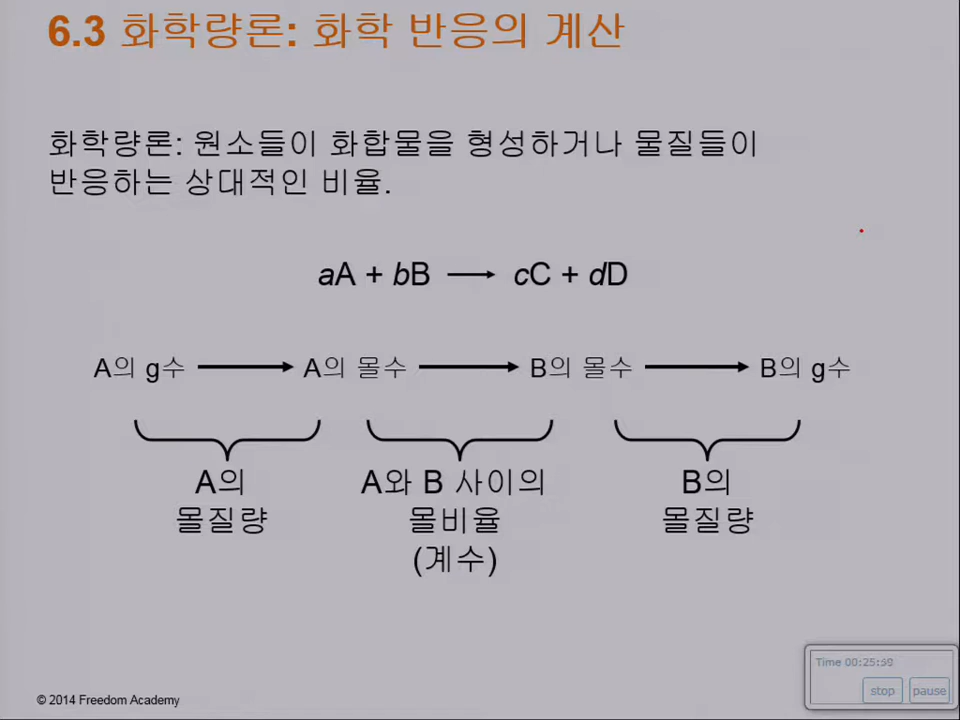 6.3 화학량론: 화학 반응의 계산
화학량론: 원소들이 화합물을 형성하거나 물질들이
반응하는 상대적인 비율.
aA + bB → cC + dD
A의 g수 → A의 몰수 → B의 몰수 → B의 g수
A의
몰질량
A와 B 사이의
몰비율
(계수)
B의
몰질량
Time 00:25:59
stop pause
© 2014 Freedom Academy